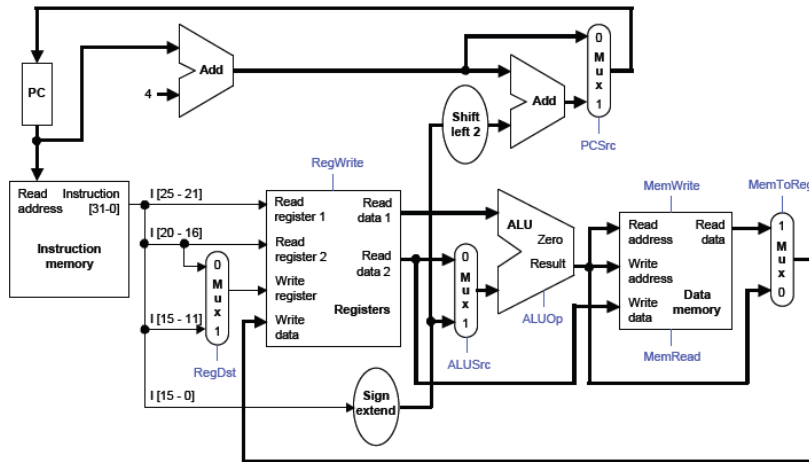 PC
4
Add
Add
Shift
left 2
0
M
u
x
1
PCSrc
Read
address
Instruction
[31-0]
Instruction
memory
I [25 - 21]
I [20 - 16]
I [15 - 11]
I [15 - 0]
0
M
u
x
1
RegDst
RegWrite
Read
register 1
Read
data 1
Read
register 2
Read
data 2
Write
register
Write
data
Registers
Sign
extend
0
M
u
x
1
ALUSrc
ALU
Zero
Result
ALUOp
MemWrite
Read
address
Read
data
Write
address
Write
data
Data
memory
MemRead
MemToReg
1
M
u
x
0